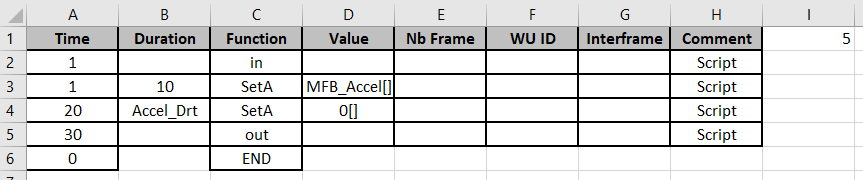 A B C D E F G H I
1 Time Duration Function Value Nb Frame WU ID Interframe Comment 5
2 1 in Script
3 1 10 SetA MFB_Accel[] Script
4 20 Accel_Drt SetA 0[] Script
5 30 out Script
6 0 END